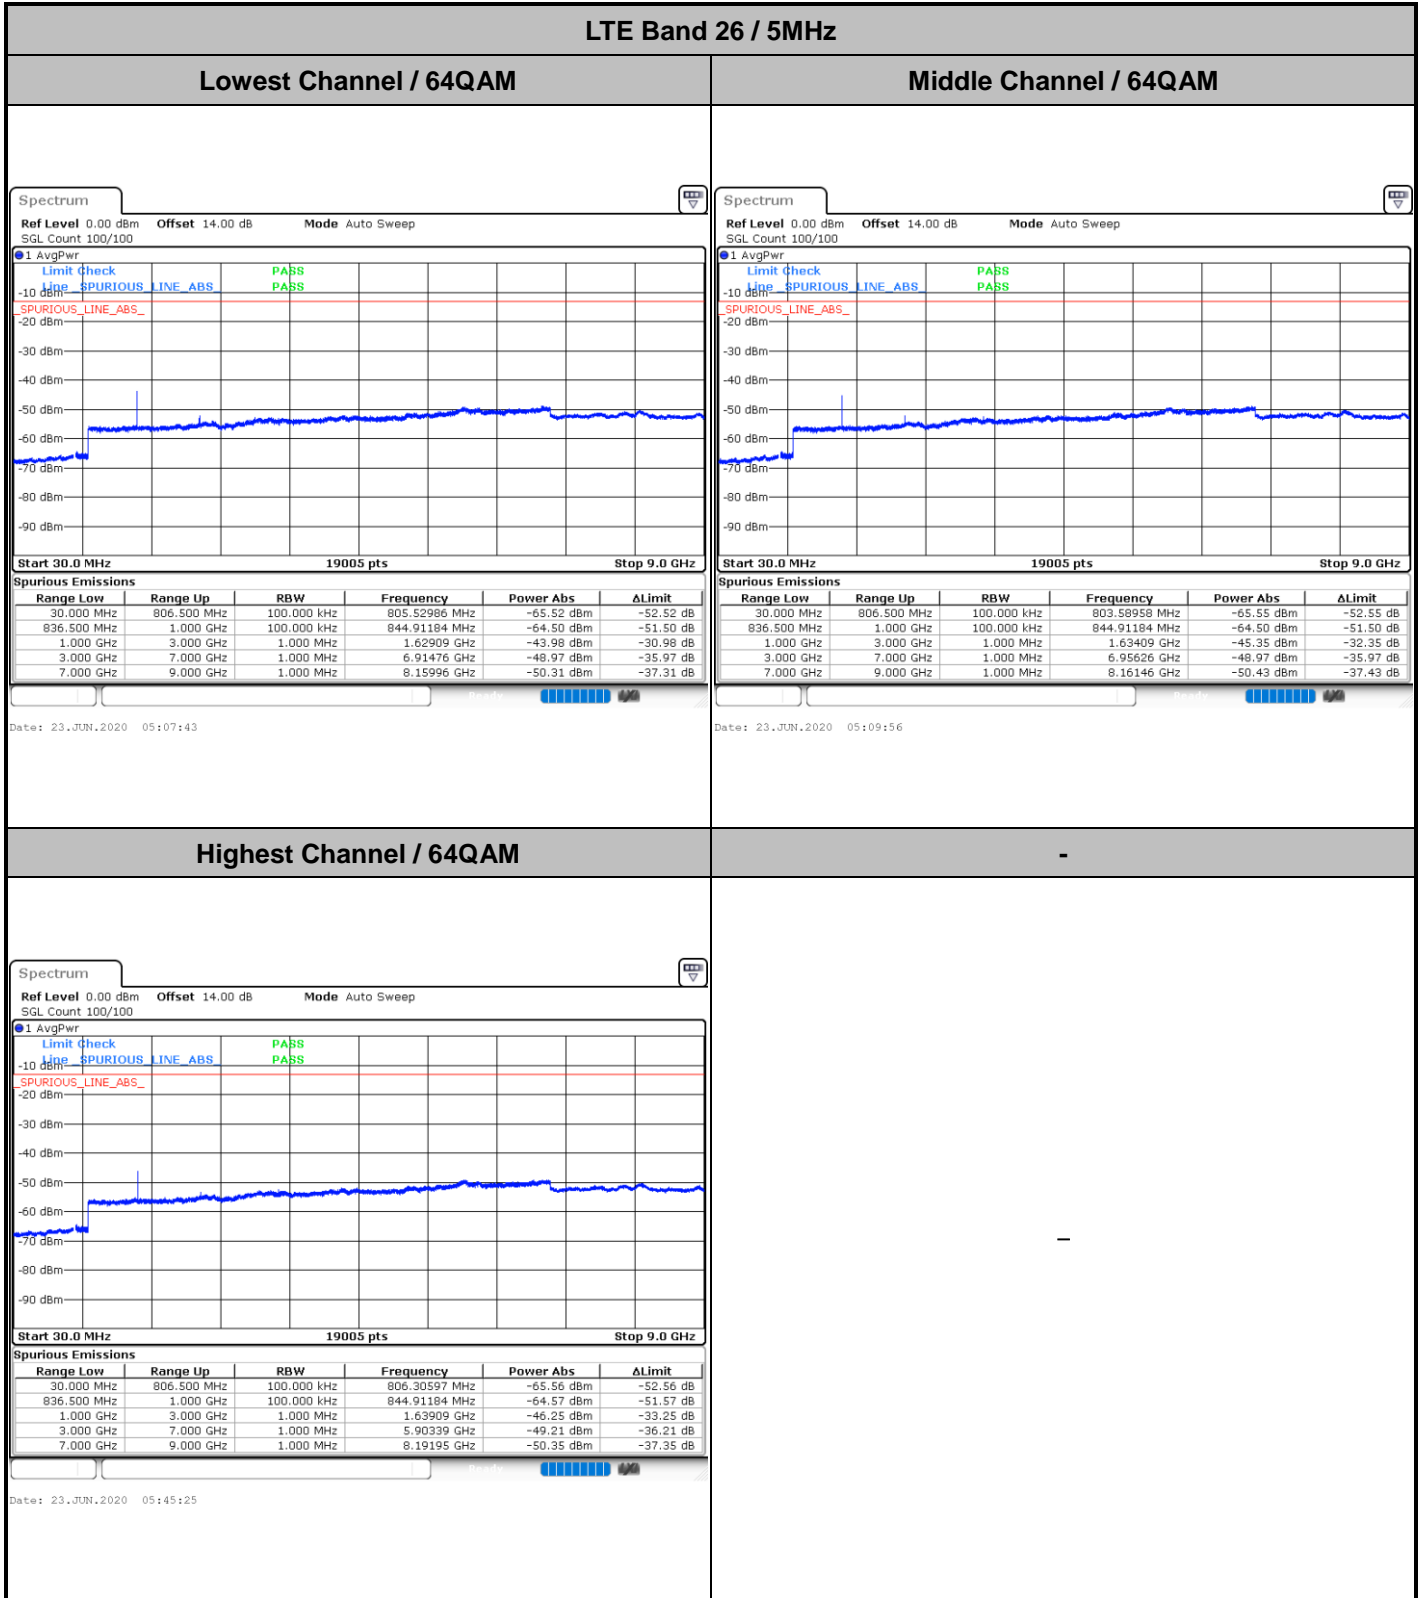 LTE Band 26 / 5MHz
Lowest Channel / 64QAM
Middle Channel / 64QAM
Spectrum
Ref Level 0.00 dBm Offset 14.00 dB Mode Auto Sweep
SGL Count 100/100
1 AvgPwr
Limit Check PASS
Line _SPURIOUS_LINE_ABS_ PASS
-10 dBm
_SPURIOUS_LINE_ABS_
-20 dBm
-30 dBm
-40 dBm
-50 dBm
-60 dBm
-70 dBm
-80 dBm
-90 dBm
Start 30.0 MHz 19005 pts Stop 9.0 GHz
Spurious Emissions
Range Low Range Up RBW Frequency Power Abs ΔLimit
30.000 MHz 806.500 MHz 100.000 kHz 805.52986 MHz -65.52 dBm -52.52 dB
836.500 MHz 1.000 GHz 100.000 kHz 844.91184 MHz -64.50 dBm -51.50 dB
1.000 GHz 3.000 GHz 1.000 MHz 1.62909 GHz -43.98 dBm -30.98 dB
3.000 GHz 7.000 GHz 1.000 MHz 6.91476 GHz -48.97 dBm -35.97 dB
7.000 GHz 9.000 GHz 1.000 MHz 8.15996 GHz -50.31 dBm -37.31 dB
Ready
Date: 23.JUN.2020 05:07:43
Spectrum
Ref Level 0.00 dBm Offset 14.00 dB Mode Auto Sweep
SGL Count 100/100
1 AvgPwr
Limit Check PASS
Line _SPURIOUS_LINE_ABS_ PASS
-10 dBm
_SPURIOUS_LINE_ABS_
-20 dBm
-30 dBm
-40 dBm
-50 dBm
-60 dBm
-70 dBm
-80 dBm
-90 dBm
Start 30.0 MHz 19005 pts Stop 9.0 GHz
Spurious Emissions
Range Low Range Up RBW Frequency Power Abs ΔLimit
30.000 MHz 806.500 MHz 100.000 kHz 803.58958 MHz -65.55 dBm -52.55 dB
836.500 MHz 1.000 GHz 100.000 kHz 844.91184 MHz -64.50 dBm -51.50 dB
1.000 GHz 3.000 GHz 1.000 MHz 1.63409 GHz -45.35 dBm -32.35 dB
3.000 GHz 7.000 GHz 1.000 MHz 6.95626 GHz -48.97 dBm -35.97 dB
7.000 GHz 9.000 GHz 1.000 MHz 8.16146 GHz -50.43 dBm -37.43 dB
Ready
Date: 23.JUN.2020 05:09:56
Highest Channel / 64QAM
-
Spectrum
Ref Level 0.00 dBm Offset 14.00 dB Mode Auto Sweep
SGL Count 100/100
1 AvgPwr
Limit Check PASS
Line _SPURIOUS_LINE_ABS_ PASS
-10 dBm
_SPURIOUS_LINE_ABS_
-20 dBm
-30 dBm
-40 dBm
-50 dBm
-60 dBm
-70 dBm
-80 dBm
-90 dBm
Start 30.0 MHz 19005 pts Stop 9.0 GHz
Spurious Emissions
Range Low Range Up RBW Frequency Power Abs ΔLimit
30.000 MHz 806.500 MHz 100.000 kHz 806.30597 MHz -65.56 dBm -52.56 dB
836.500 MHz 1.000 GHz 100.000 kHz 844.91184 MHz -64.57 dBm -51.57 dB
1.000 GHz 3.000 GHz 1.000 MHz 1.63909 GHz -46.25 dBm -33.25 dB
3.000 GHz 7.000 GHz 1.000 MHz 5.90339 GHz -49.21 dBm -36.21 dB
7.000 GHz 9.000 GHz 1.000 MHz 8.19195 GHz -50.35 dBm -37.35 dB
Ready
Date: 23.JUN.2020 05:45:25
–